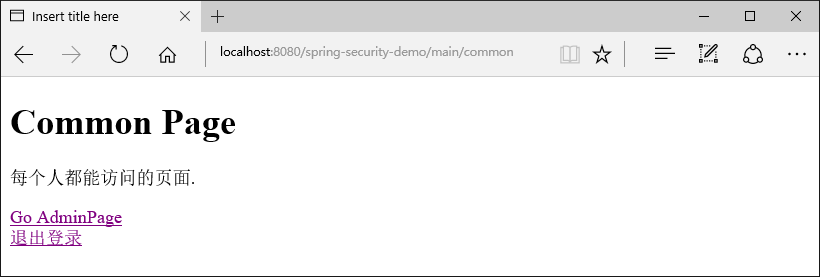 Insert title here
localhost:8080/spring-security-demo/main/common
Common Page
每个人都能访问的页面.
Go AdminPage
退出登录